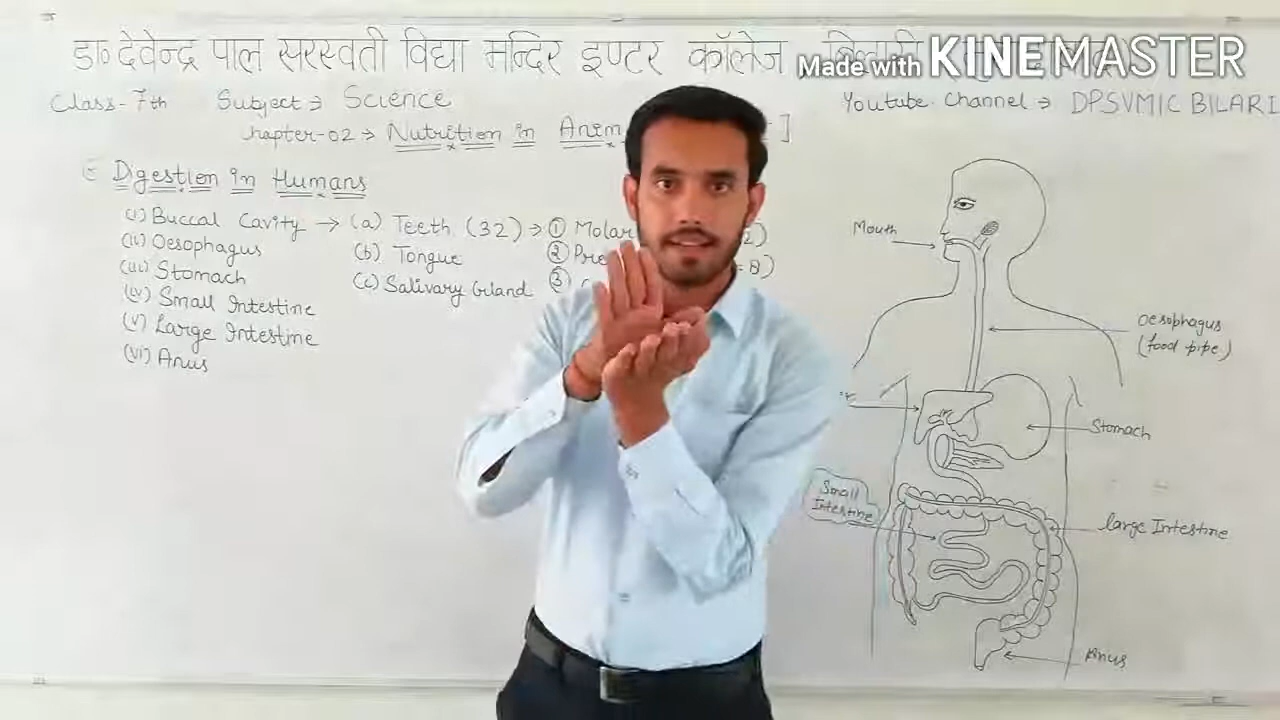 डा० देवेन्द्र पाल सरस्वती विद्या मन्दिर इण्टर कॉलेज
Made with KINEMASTER
Class-7th Subject → Science
Youtube Channel → DPSVMIC BILARI
Chapter-02 → Nutrition in
]
Digestion in Humans
(i) Buccal Cavity → (a) Teeth (32) → ① Molar
(ii) Oesophagus (b) Tongue ②
(iii) Stomach (c) Salivary Gland ③
(iv) Small Intestine
(v) Large Intestine
(vi) Anus
= 8)
Mouth
Oesophagus
(food pipe)
Stomach
Small
Intestine
large Intestine
Anus